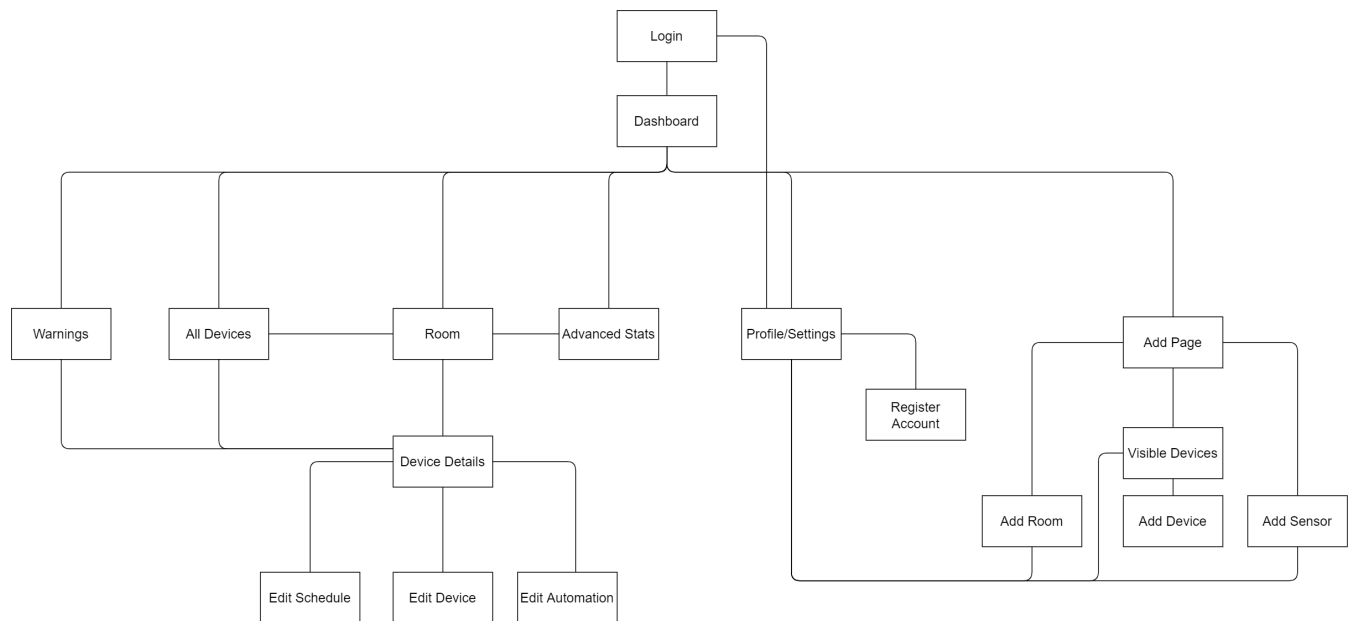 Login
Dashboard
Warnings
All Devices
Room
Advanced Stats
Profile/Settings
Add Page
Register
Account
Device Details
Visible Devices
Add Room
Add Device
Add Sensor
Edit Schedule
Edit Device
Edit Automation